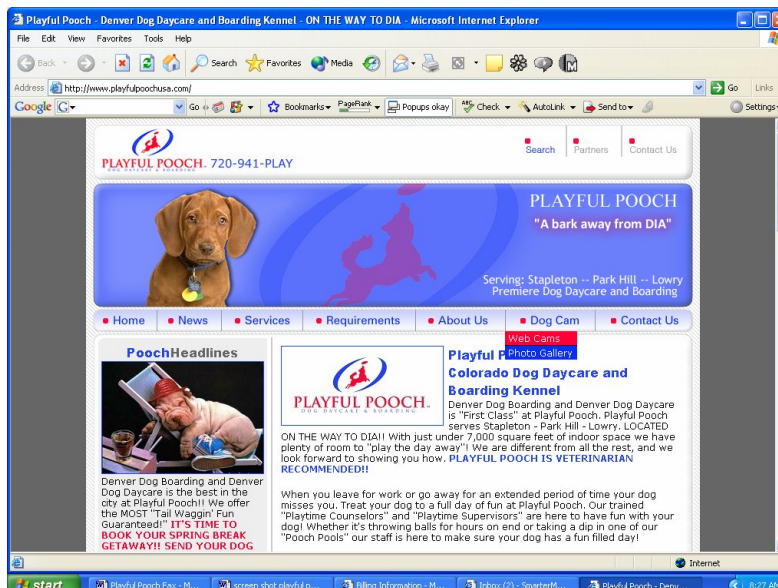 Playful Pooch - Denver Dog Daycare and Boarding Kennel - ON THE WAY TO DIA - Microsoft Internet Explorer
File Edit View Favorites Tools Help
Back Search Favorites Media
Address http://www.playfulpoochusa.com/ Go Links
Google G Go Bookmarks PageRank Popups okay Check AutoLink Send to Settings
PLAYFUL POOCH. 720-941-PLAY
DOG DAYCARE & BOARDING
Search Partners Contact Us
PLAYFUL POOCH
"A bark away from DIA"
Serving: Stapleton -- Park Hill -- Lowry
Premiere Dog Daycare and Boarding
Home News Services Requirements About Us Dog Cam Contact Us
Web Cams
Photo Gallery
PoochHeadlines
Denver Dog Boarding and Denver
Dog Daycare is the best in the
city at Playful Pooch!! We offer
the MOST "Tail Waggin' Fun
Guaranteed!" IT'S TIME TO
BOOK YOUR SPRING BREAK
GETAWAY!! SEND YOUR DOG
PLAYFUL POOCH.
DOG DAYCARE & BOARDING
Playful P
Colorado Dog Daycare and
Boarding Kennel
Denver Dog Boarding and Denver Dog Daycare
is "First Class" at Playful Pooch. Playful Pooch
serves Stapleton - Park Hill - Lowry. LOCATED
ON THE WAY TO DIA!! With just under 7,000 square feet of indoor space we have
plenty of room to "play the day away"! We are different from all the rest, and we
look forward to showing you how. PLAYFUL POOCH IS VETERINARIAN
RECOMMENDED!!
When you leave for work or go away for an extended period of time your dog
misses you. Treat your dog to a full day of fun at Playful Pooch. Our trained
"Playtime Counselors" and "Playtime Supervisors" are here to have fun with your
dog! Whether it's throwing balls for hours on end or taking a dip in one of our
"Pooch Pools" our staff is here to make sure your dog has a fun filled day!
Internet
start Playful Pooch Fax - M... screen shot playful p... Billing Information - M... Inbox (2) - SmarterM... Playful Pooch - Denv... 8:27 AM